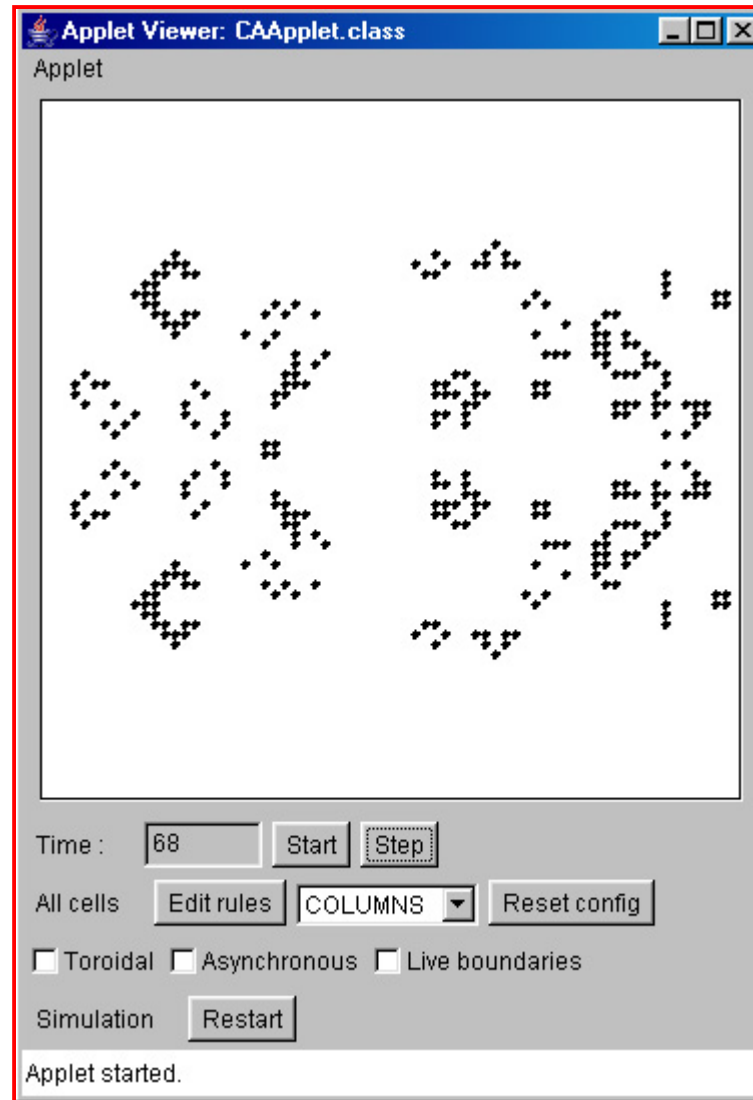 Applet Viewer: CAApplet.class
Applet
Time : 68 Start Step
All cells Edit rules COLUMNS Reset config
Toroidal Asynchronous Live boundaries
Simulation Restart
Applet started.